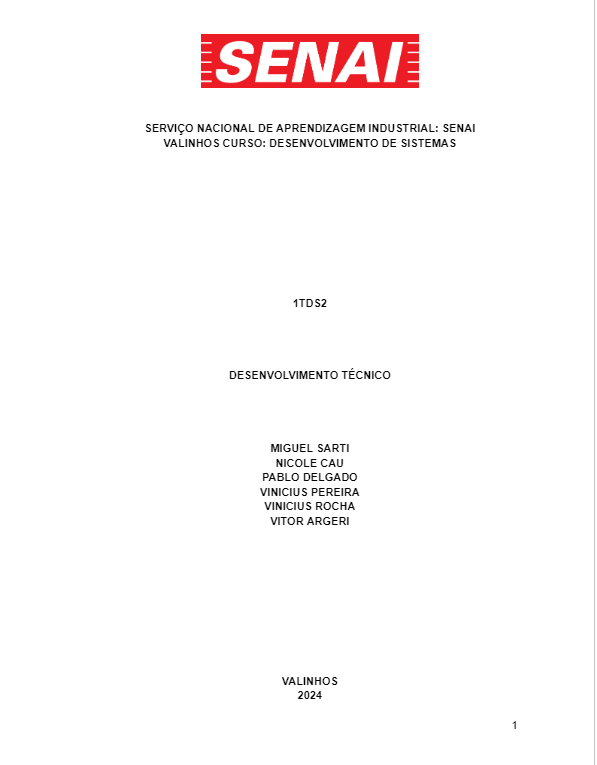 SENAI
SERVIÇO NACIONAL DE APRENDIZAGEM INDUSTRIAL: SENAI
VALINHOS CURSO: DESENVOLVIMENTO DE SISTEMAS
1TDS2
DESENVOLVIMENTO TÉCNICO
MIGUEL SARTI
NICOLE CAU
PABLO DELGADO
VINICIUS PEREIRA
VINICIUS ROCHA
VITOR ARGERI
VALINHOS
2024
1